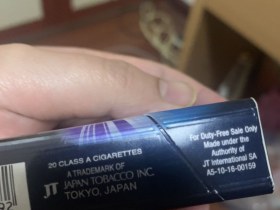 20 CLASS A CIGARETTES
A TRADEMARK OF
JT JAPAN TOBACCO INC.
TOKYO, JAPAN
For Duty-Free Sale Only
Made under the
Authority of
JT International SA
A5-10-16-00159